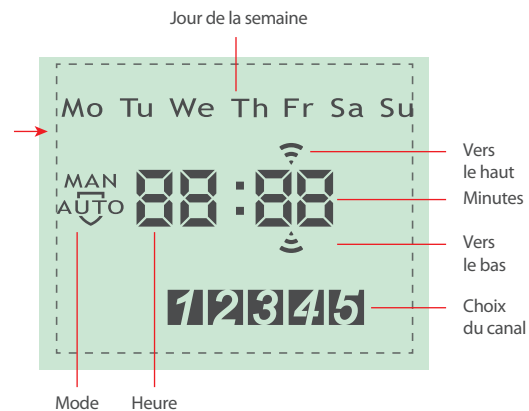 Jour de la semaine
Mo Tu We Th Fr Sa Su
Vers
le haut
MAN
AUTO
88:88
Minutes
Vers
le bas
12345
Choix
du canal
Mode Heure